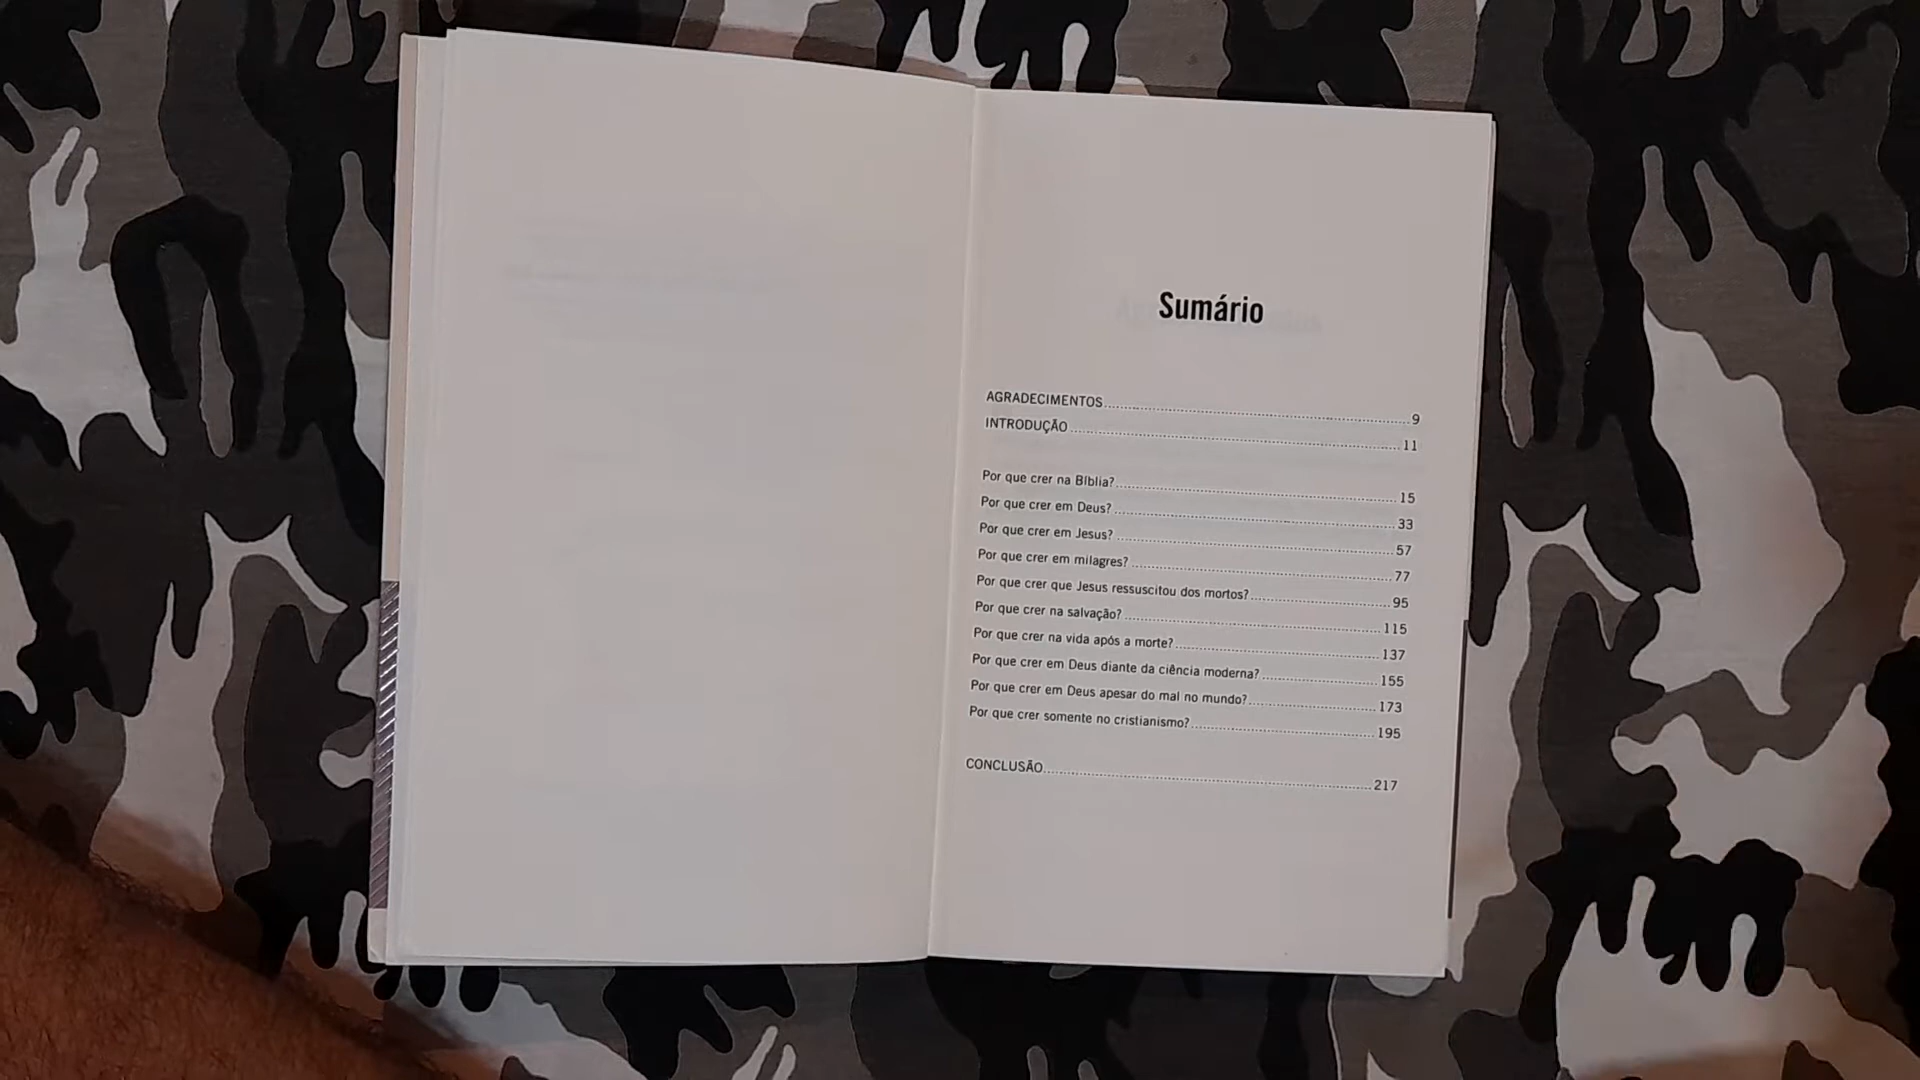 Sumário
AGRADECIMENTOS........9
INTRODUÇÃO........11
Por que crer na Bíblia?........15
Por que crer em Deus?........33
Por que crer em Jesus?........57
Por que crer em milagres?........77
Por que crer que Jesus ressuscitou dos mortos?........95
Por que crer na salvação?........115
Por que crer na vida após a morte?........137
Por que crer em Deus diante da ciência moderna?........155
Por que crer em Deus apesar do mal no mundo?........173
Por que crer somente no cristianismo?........195
CONCLUSÃO........217